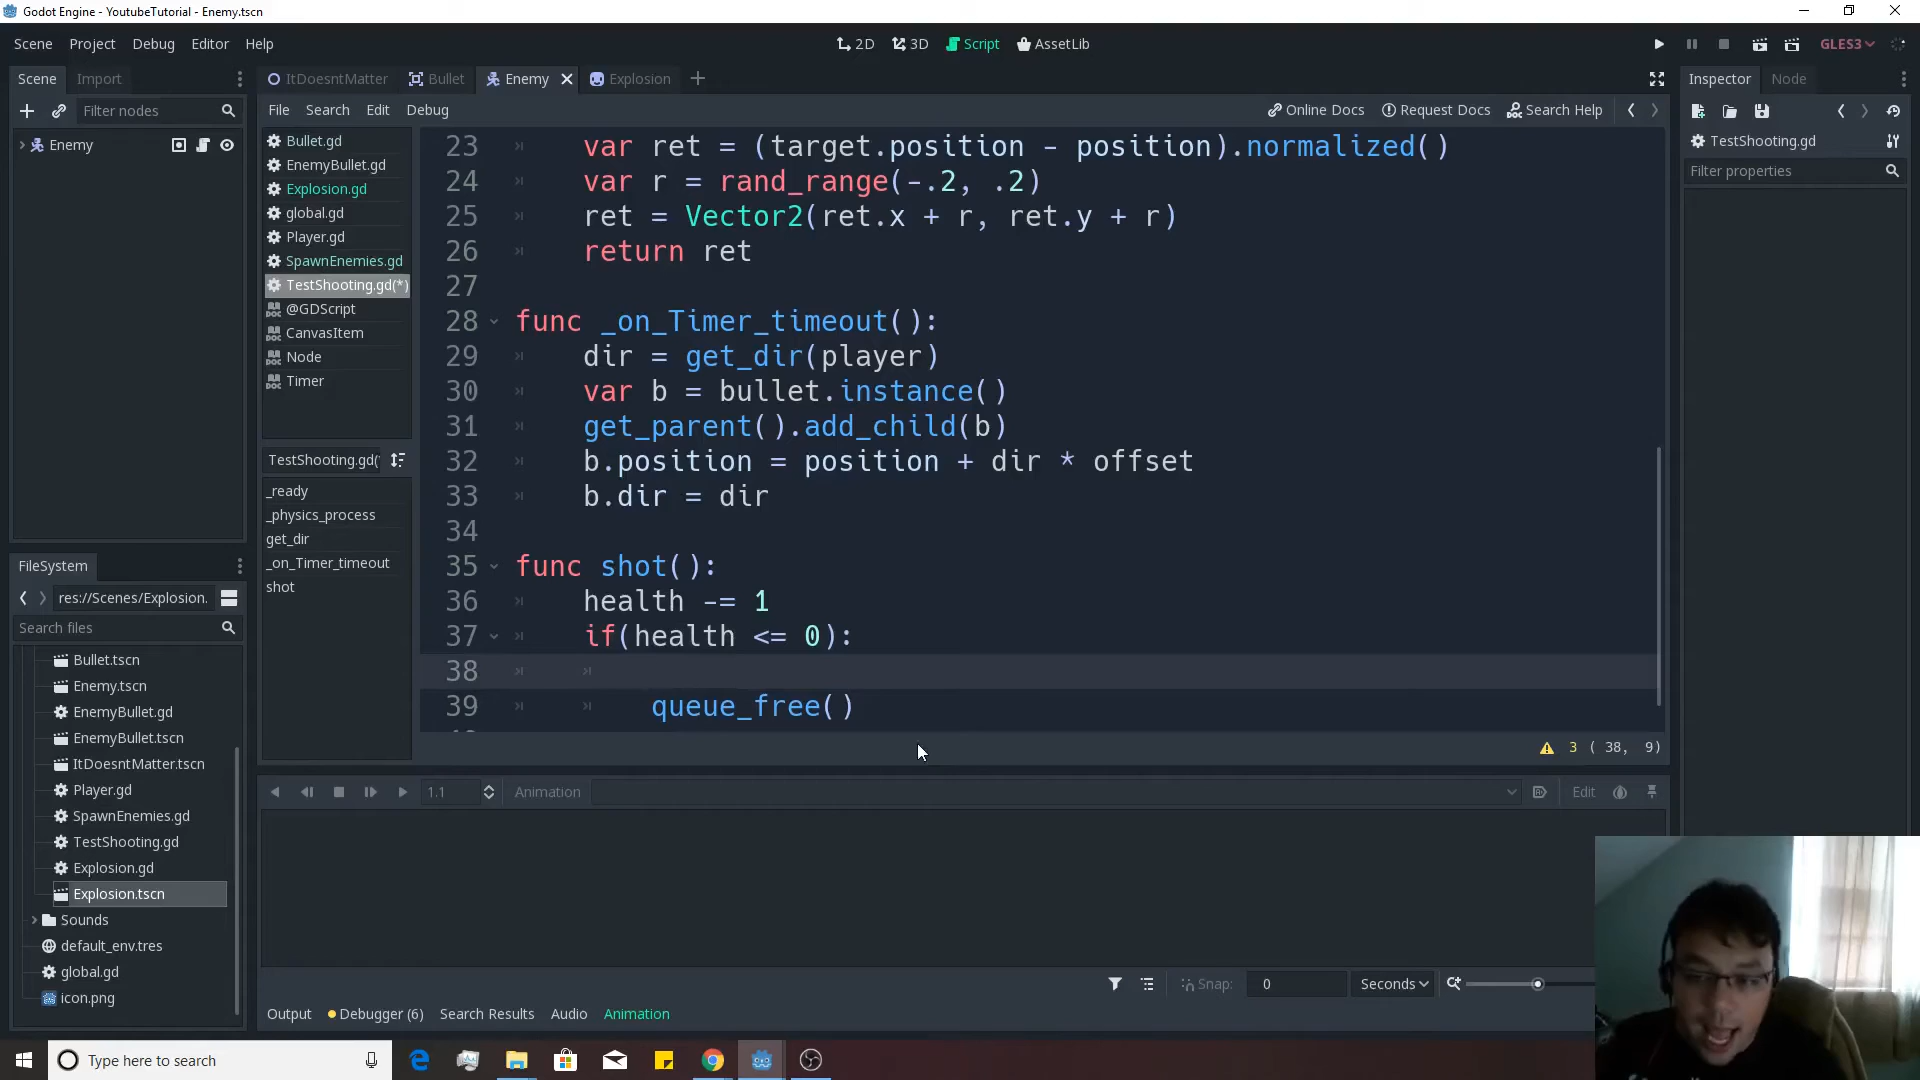 Godot Engine - YoutubeTutorial - Enemy.tscn
Scene Project Debug Editor Help
2D 3D Script AssetLib
GLES3
Scene Import
ItDoesntMatter Bullet Enemy Explosion
Inspector Node
Filter nodes
File Search Edit Debug
Online Docs Request Docs Search Help
Enemy
TestShooting.gd
Filter properties
Bullet.gd
EnemyBullet.gd
Explosion.gd
global.gd
Player.gd
SpawnEnemies.gd
TestShooting.gd(*)
@GDScript
CanvasItem
Node
Timer
TestShooting.gd(
_ready
_physics_process
get_dir
_on_Timer_timeout
shot
23 var ret = (target.position - position).normalized()
24 var r = rand_range(-.2, .2)
25 ret = Vector2(ret.x + r, ret.y + r)
26 return ret
27
28 func _on_Timer_timeout():
29 dir = get_dir(player)
30 var b = bullet.instance()
31 get_parent().add_child(b)
32 b.position = position + dir * offset
33 b.dir = dir
34
35 func shot():
36 health -= 1
37 if(health <= 0):
38
39 queue_free()
3 ( 38, 9)
FileSystem
res://Scenes/Explosion.
Search files
Bullet.tscn
Enemy.tscn
EnemyBullet.gd
EnemyBullet.tscn
ItDoesntMatter.tscn
Player.gd
SpawnEnemies.gd
TestShooting.gd
Explosion.gd
Explosion.tscn
Sounds
default_env.tres
global.gd
icon.png
1.1 Animation Edit
Snap: 0 Seconds
Output Debugger (6) Search Results Audio Animation
Type here to search